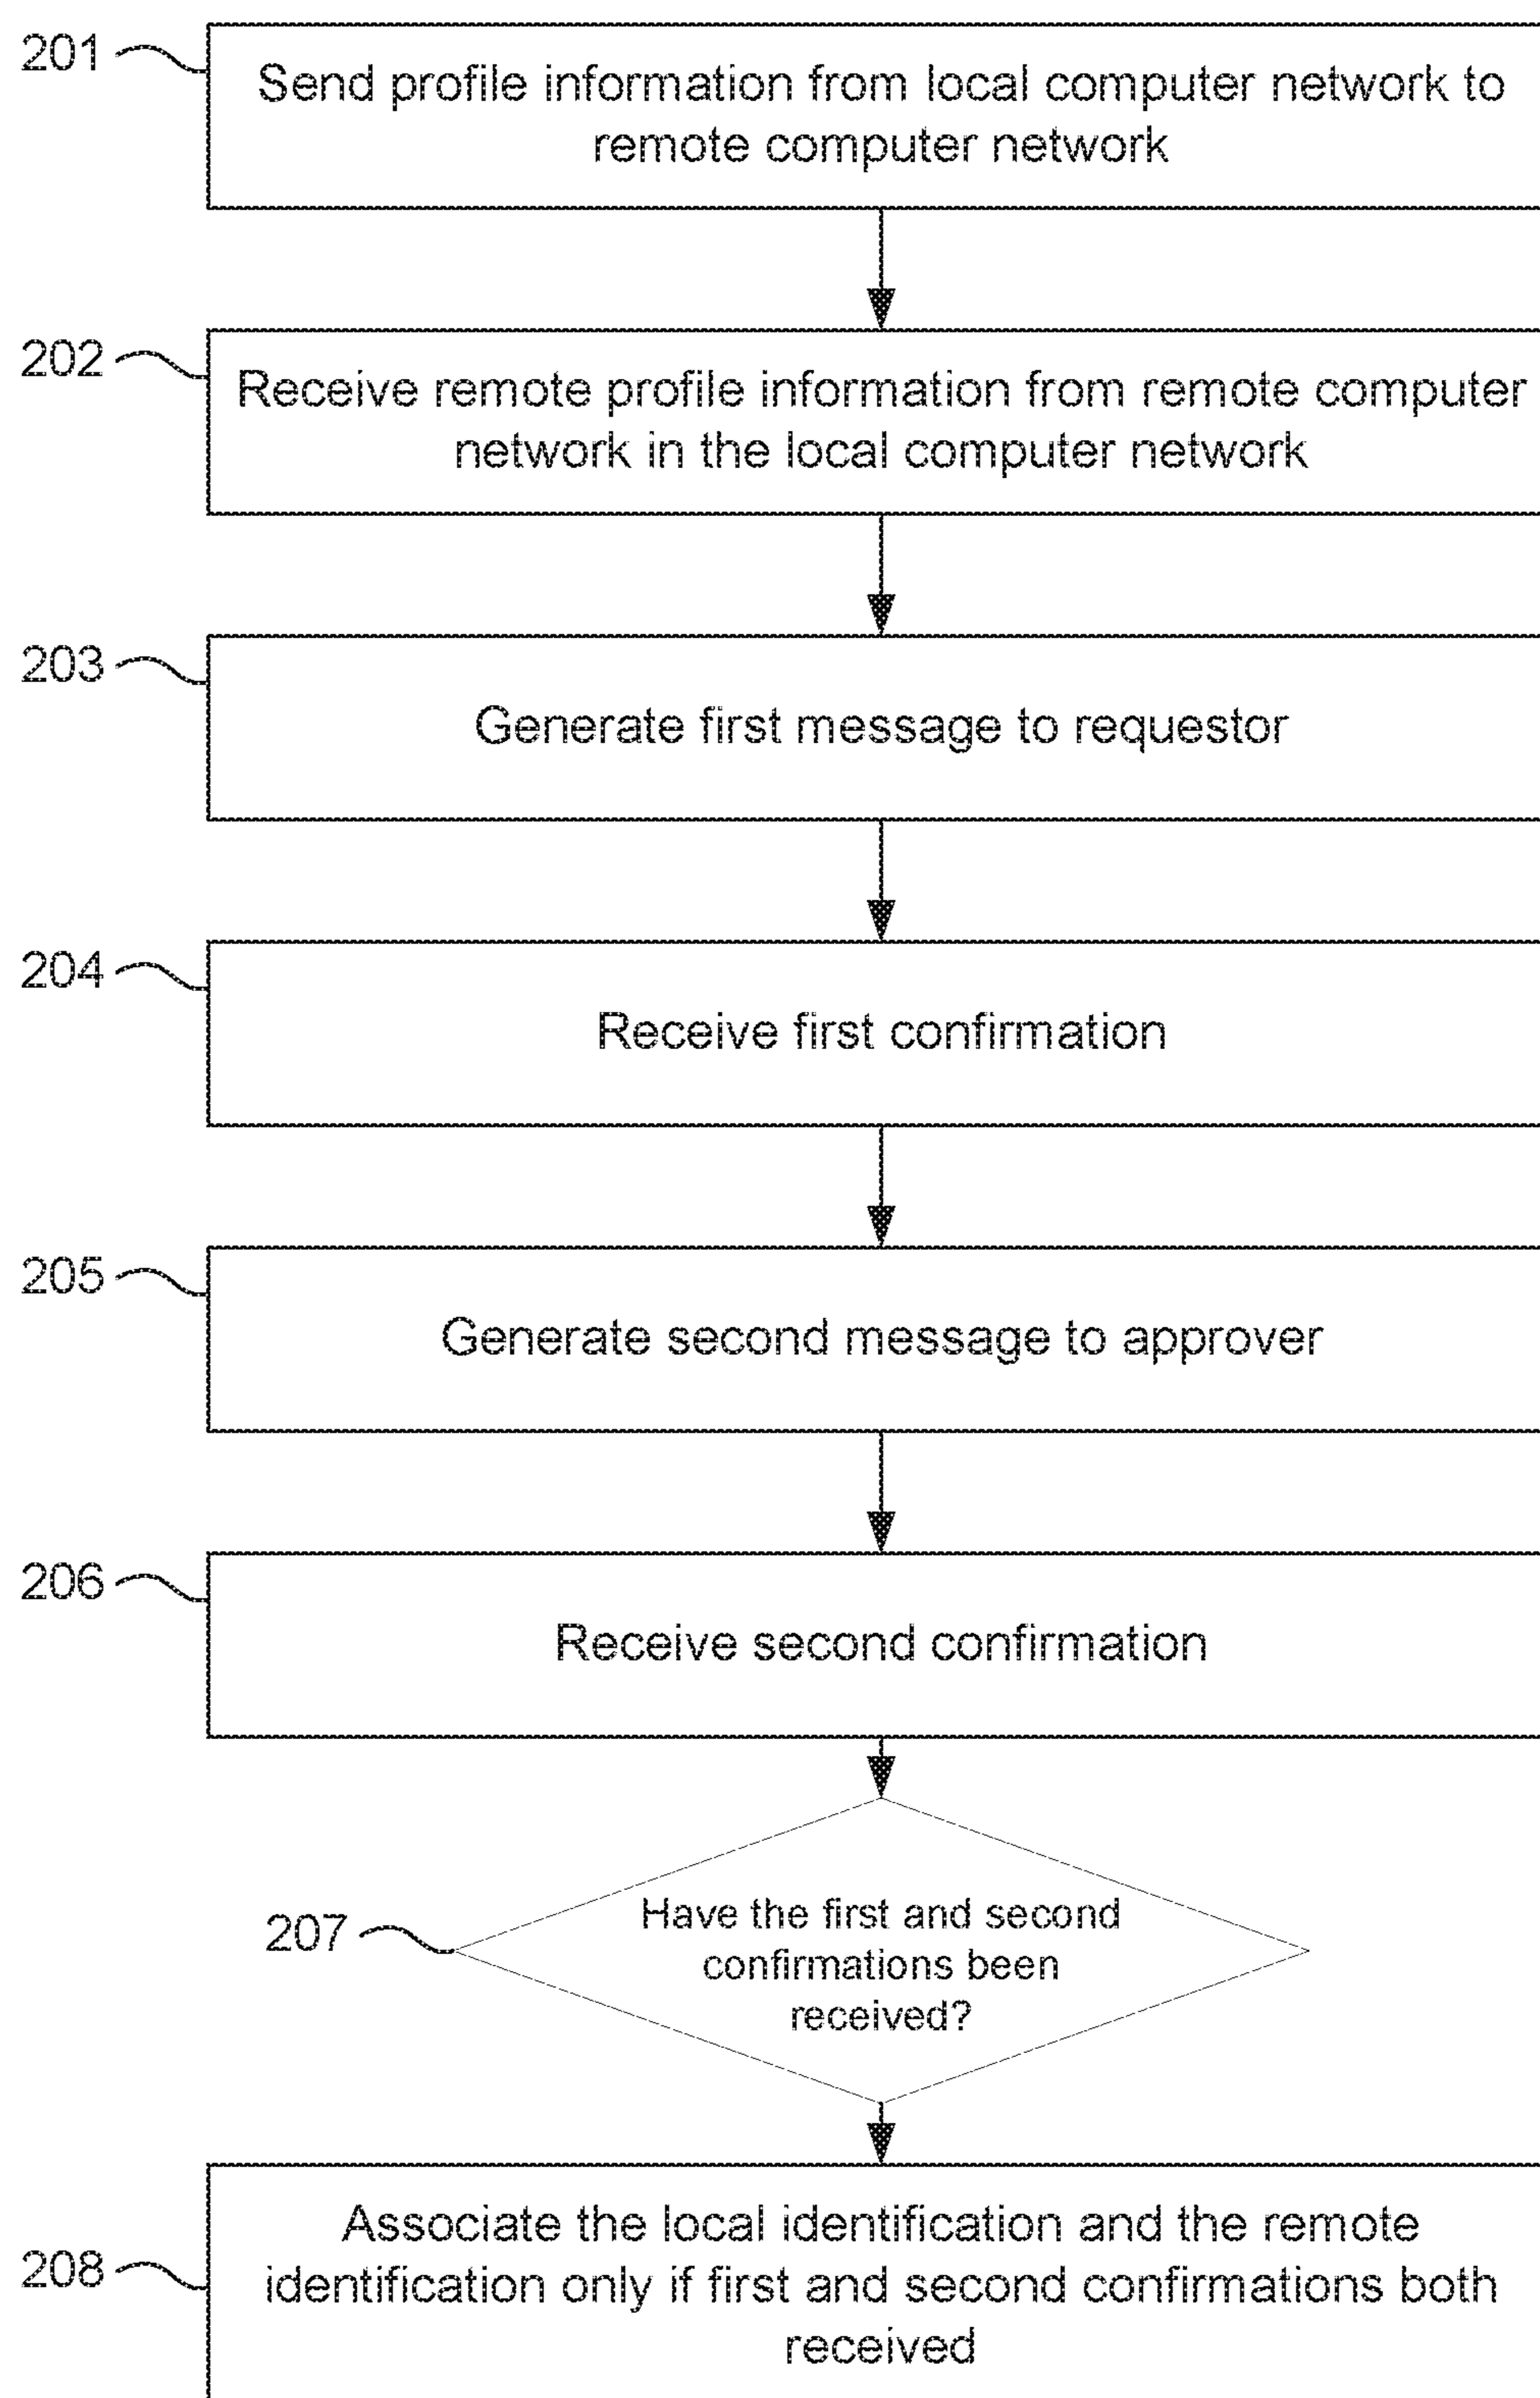 201
Send profile information from local computer network to
remote computer network
202
Receive remote profile information from remote computer
network in the local computer network
203
Generate first message to requestor
204
Receive first confirmation
205
Generate second message to approver
206
Receive second confirmation
207
Have the first and second
confirmations been
received?
208
Associate the local identification and the remote
identification only if first and second confirmations both
received